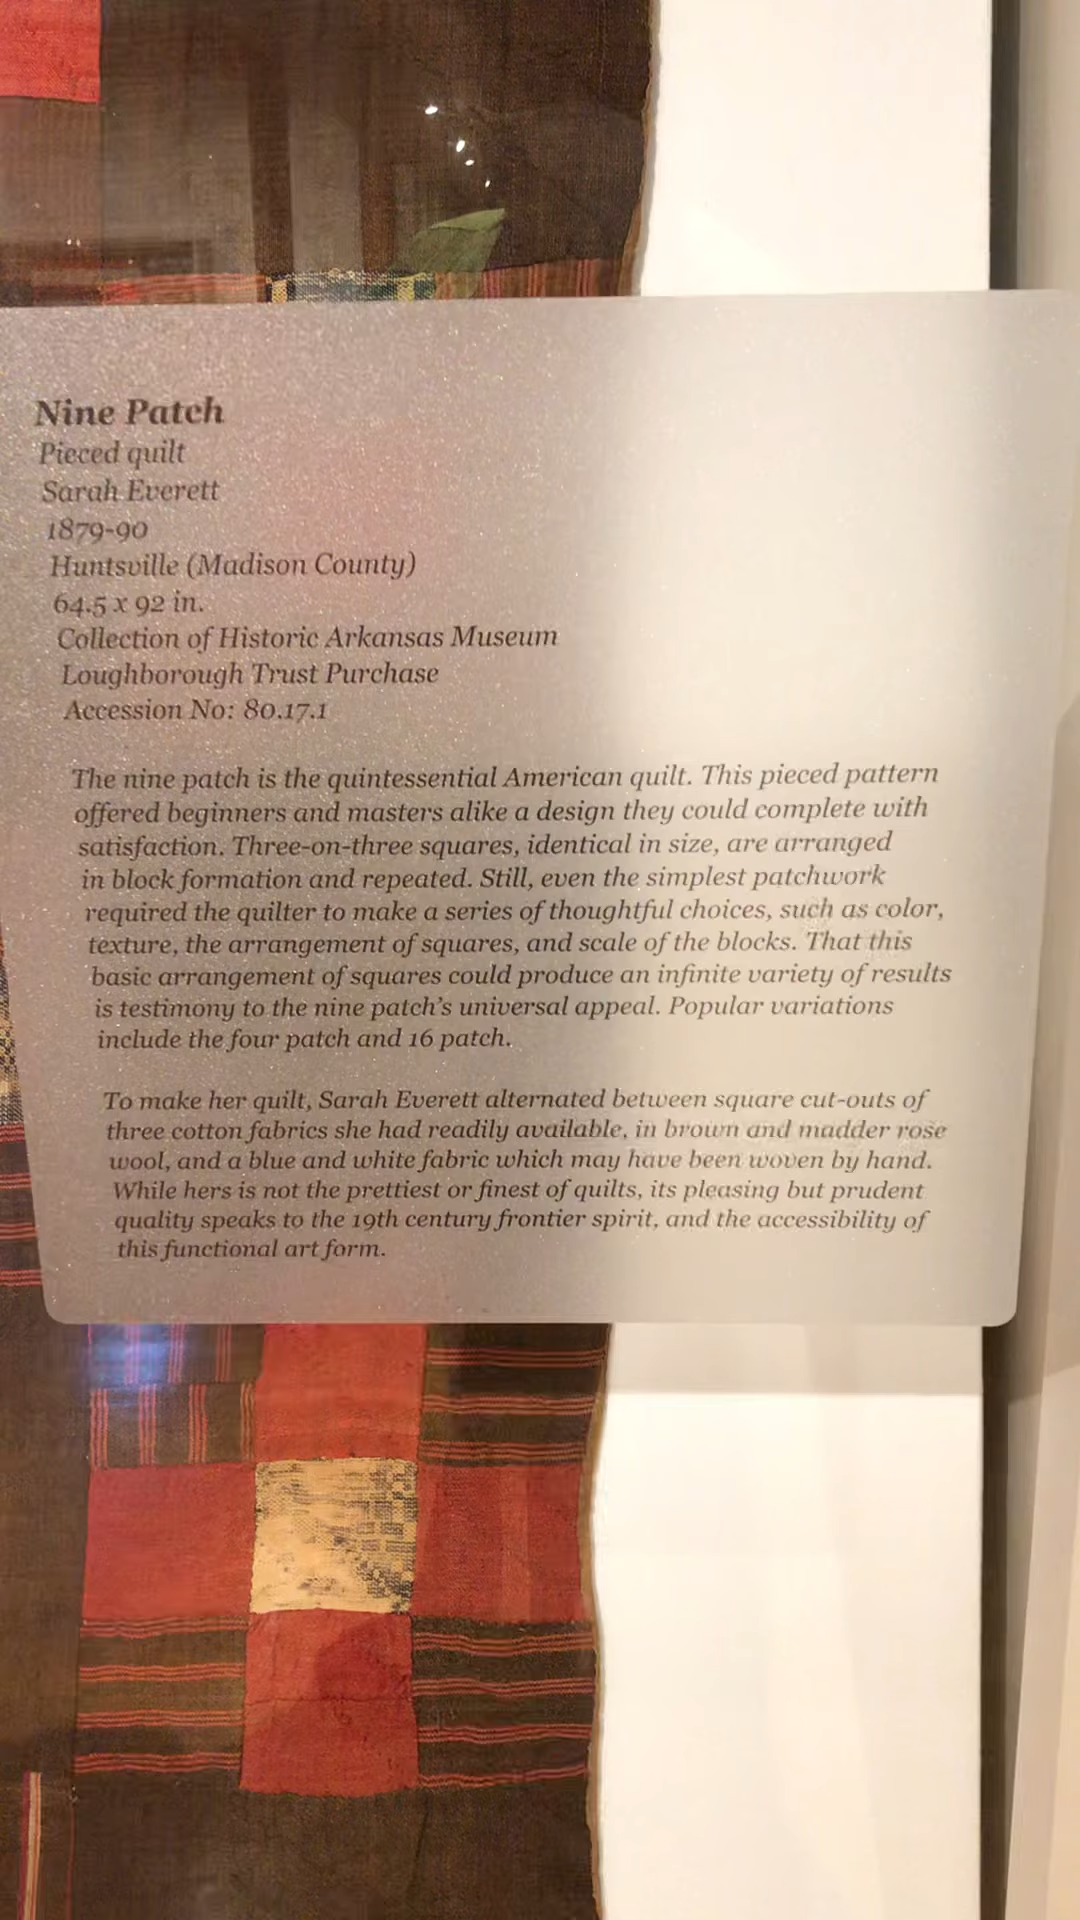 Nine Patch
Pieced quilt
Sarah Everett
1879-90
Huntsville (Madison County)
64.5 x 92 in.
Collection of Historic Arkansas Museum
Loughborough Trust Purchase
Accession No: 80.17.1
The nine patch is the quintessential American quilt. This pieced pattern
offered beginners and masters alike a design they could complete with
satisfaction. Three-on-three squares, identical in size, are arranged
in block formation and repeated. Still, even the simplest patchwork
required the quilter to make a series of thoughtful choices, such as color,
texture, the arrangement of squares, and scale of the blocks. That this
basic arrangement of squares could produce an infinite variety of results
is testimony to the nine patch's universal appeal. Popular variations
include the four patch and 16 patch.
To make her quilt, Sarah Everett alternated between square cut-outs of
three cotton fabrics she had readily available, in brown and madder rose
wool, and a blue and white fabric which may have been woven by hand.
While hers is not the prettiest or finest of quilts, its pleasing but prudent
quality speaks to the 19th century frontier spirit, and the accessibility of
this functional art form.